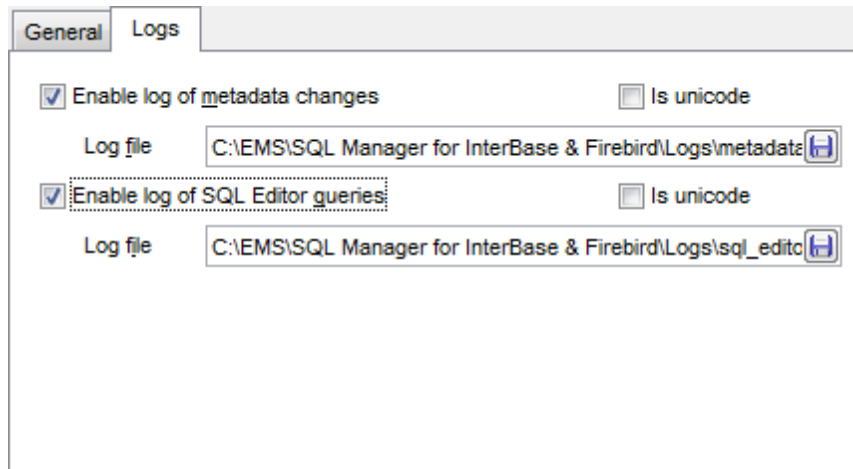 General Logs
Enable log of metadata changes Is unicode
Log file C:\EMS\SQL Manager for InterBase & Firebird\Logs\metadata
Enable log of SQL Editor queries Is unicode
Log file C:\EMS\SQL Manager for InterBase & Firebird\Logs\sql_edito